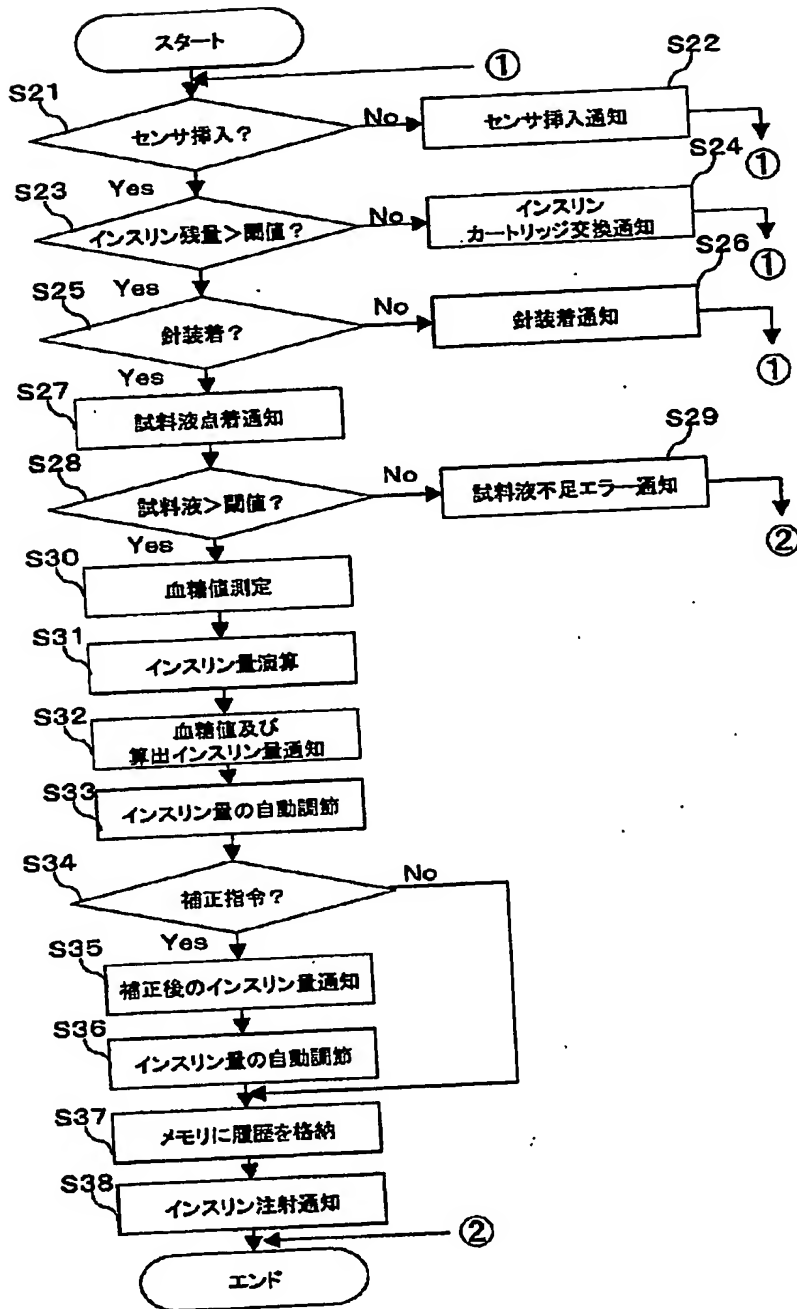 スタート
①
S21
センサ挿入？
No
S22
センサ挿入通知
①
Yes
S23
インスリン残量＞閾値？
No
S24
インスリン
カートリッジ交換通知
①
Yes
S25
針装着？
No
S26
針装着通知
①
Yes
S27
試料液点着通知
S28
試料液＞閾値？
No
S29
試料液不足エラー通知
②
Yes
S30
血糖値測定
S31
インスリン量演算
S32
血糖値及び
算出インスリン量通知
S33
インスリン量の自動調節
S34
補正指令？
No
Yes
S35
補正後のインスリン量通知
S36
インスリン量の自動調節
S37
メモリに履歴を格納
S38
インスリン注射通知
②
エンド